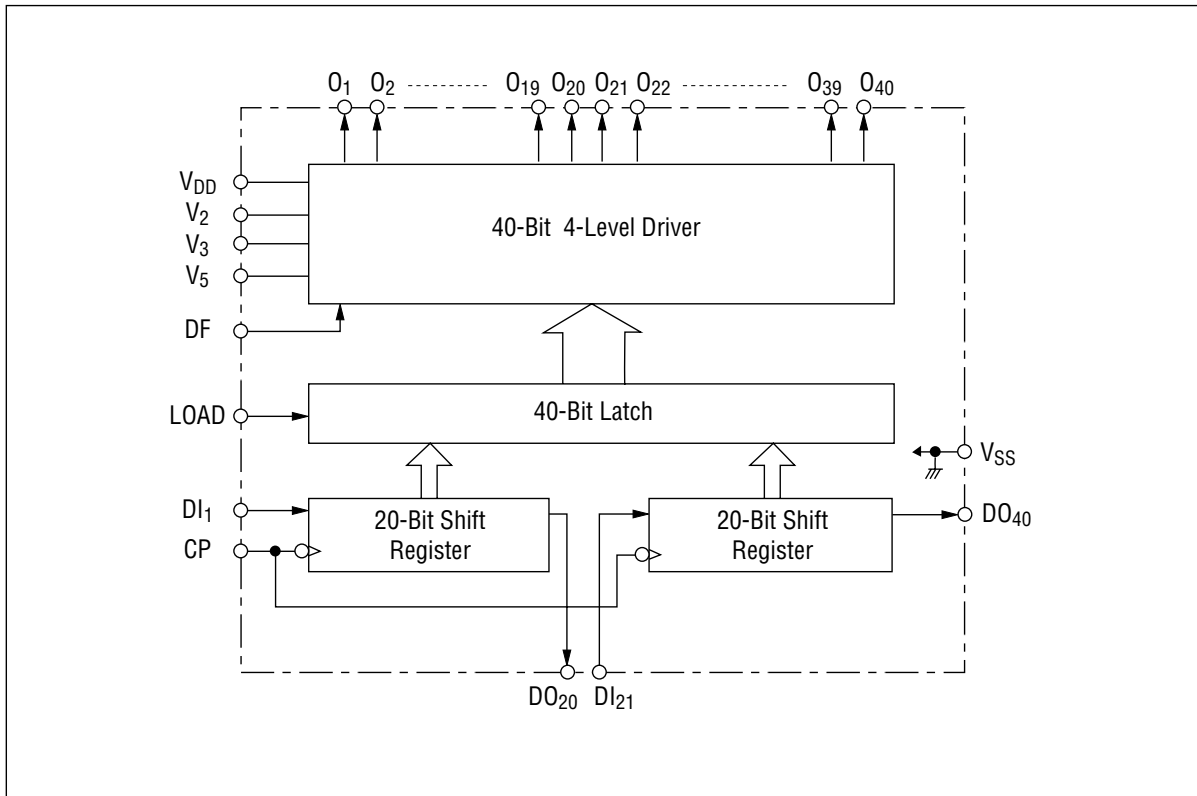 O1 O2 O19 O20 O21 O22 O39 O40
VDD
V2
V3
V5
DF
40-Bit 4-Level Driver
LOAD
40-Bit Latch
VSS
DI1
CP
20-Bit Shift
Register
20-Bit Shift
Register
DO40
DO20 DI21